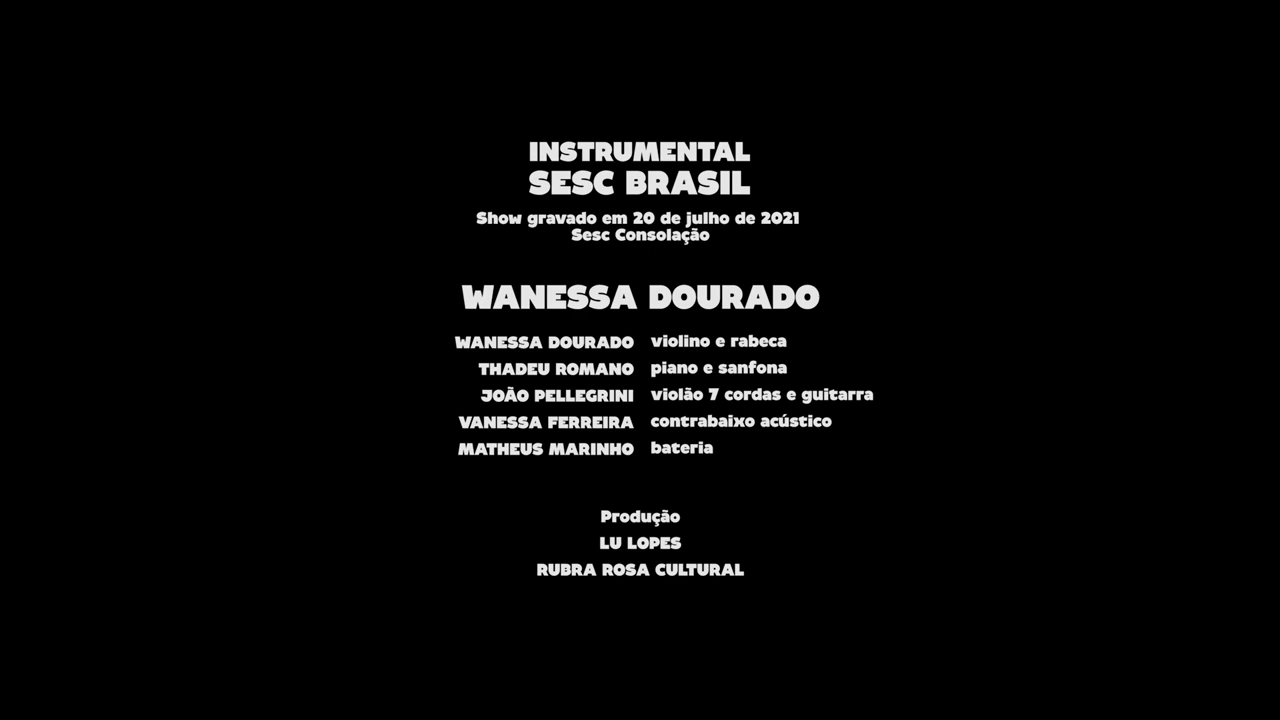 INSTRUMENTAL
SESC BRASIL
Show gravado em 20 de julho de 2021
Sesc Consolação
WANESSA DOURADO
WANESSA DOURADO violino e rabeca
THADEU ROMANO piano e sanfona
JOÃO PELLEGRINI violão 7 cordas e guitarra
VANESSA FERREIRA contrabaixo acústico
MATHEUS MARINHO bateria
Produção
LU LOPES
RUBRA ROSA CULTURAL